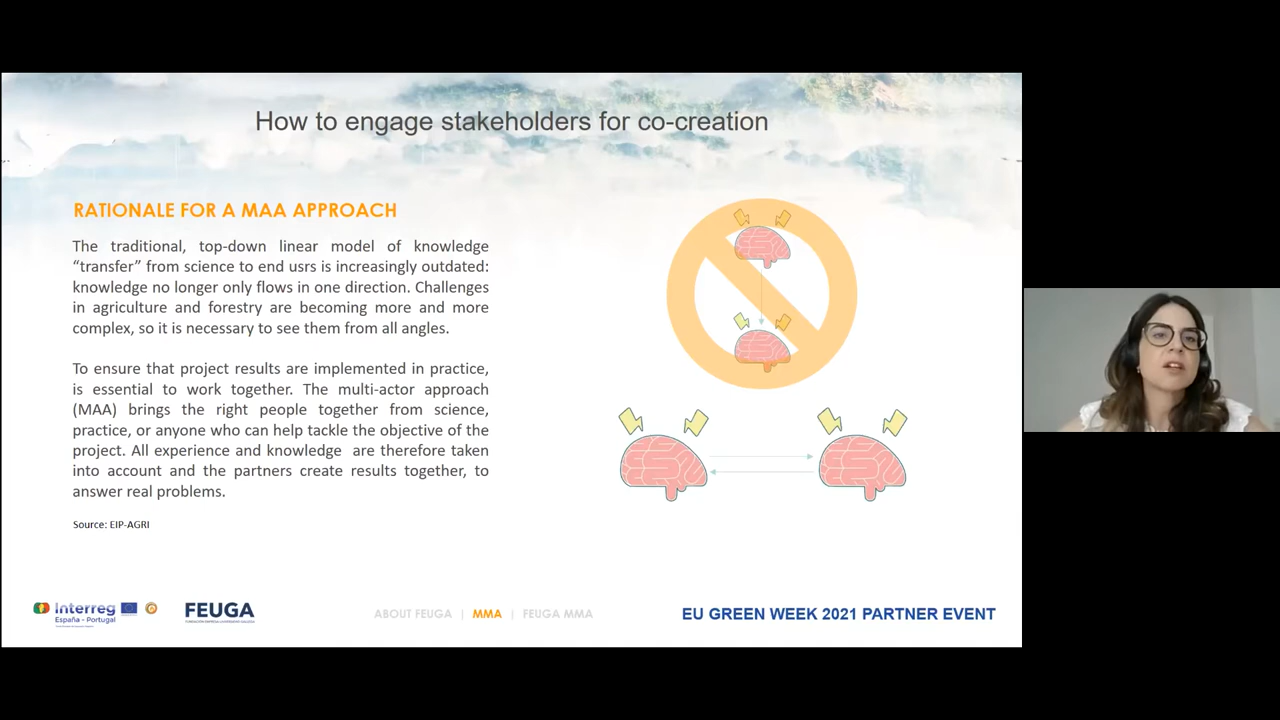 How to engage stakeholders for co-creation
RATIONALE FOR A MAA APPROACH
The traditional, top-down linear model of knowledge
“transfer” from science to end usrs is increasingly outdated:
knowledge no longer only flows in one direction. Challenges
in agriculture and forestry are becoming more and more
complex, so it is necessary to see them from all angles.
To ensure that project results are implemented in practice,
is essential to work together. The multi-actor approach
(MAA) brings the right people together from science,
practice, or anyone who can help tackle the objective of the
project. All experience and knowledge are therefore taken
into account and the partners create results together, to
answer real problems.
Source: EIP-AGRI
Interreg
España - Portugal
FEUGA
ABOUT FEUGA | MMA | FEUGA MMA
EU GREEN WEEK 2021 PARTNER EVENT